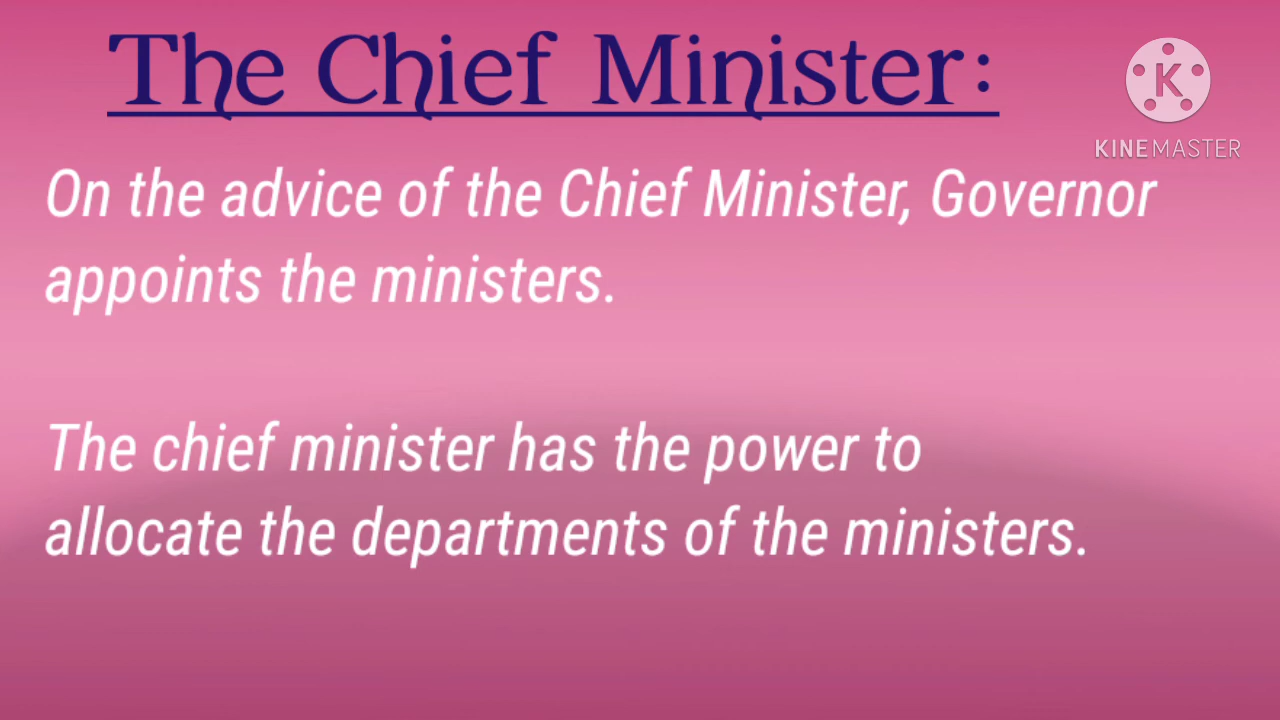 The Chief Minister:
K
KINEMASTER
On the advice of the Chief Minister, Governor
appoints the ministers.
The chief minister has the power to
allocate the departments of the ministers.